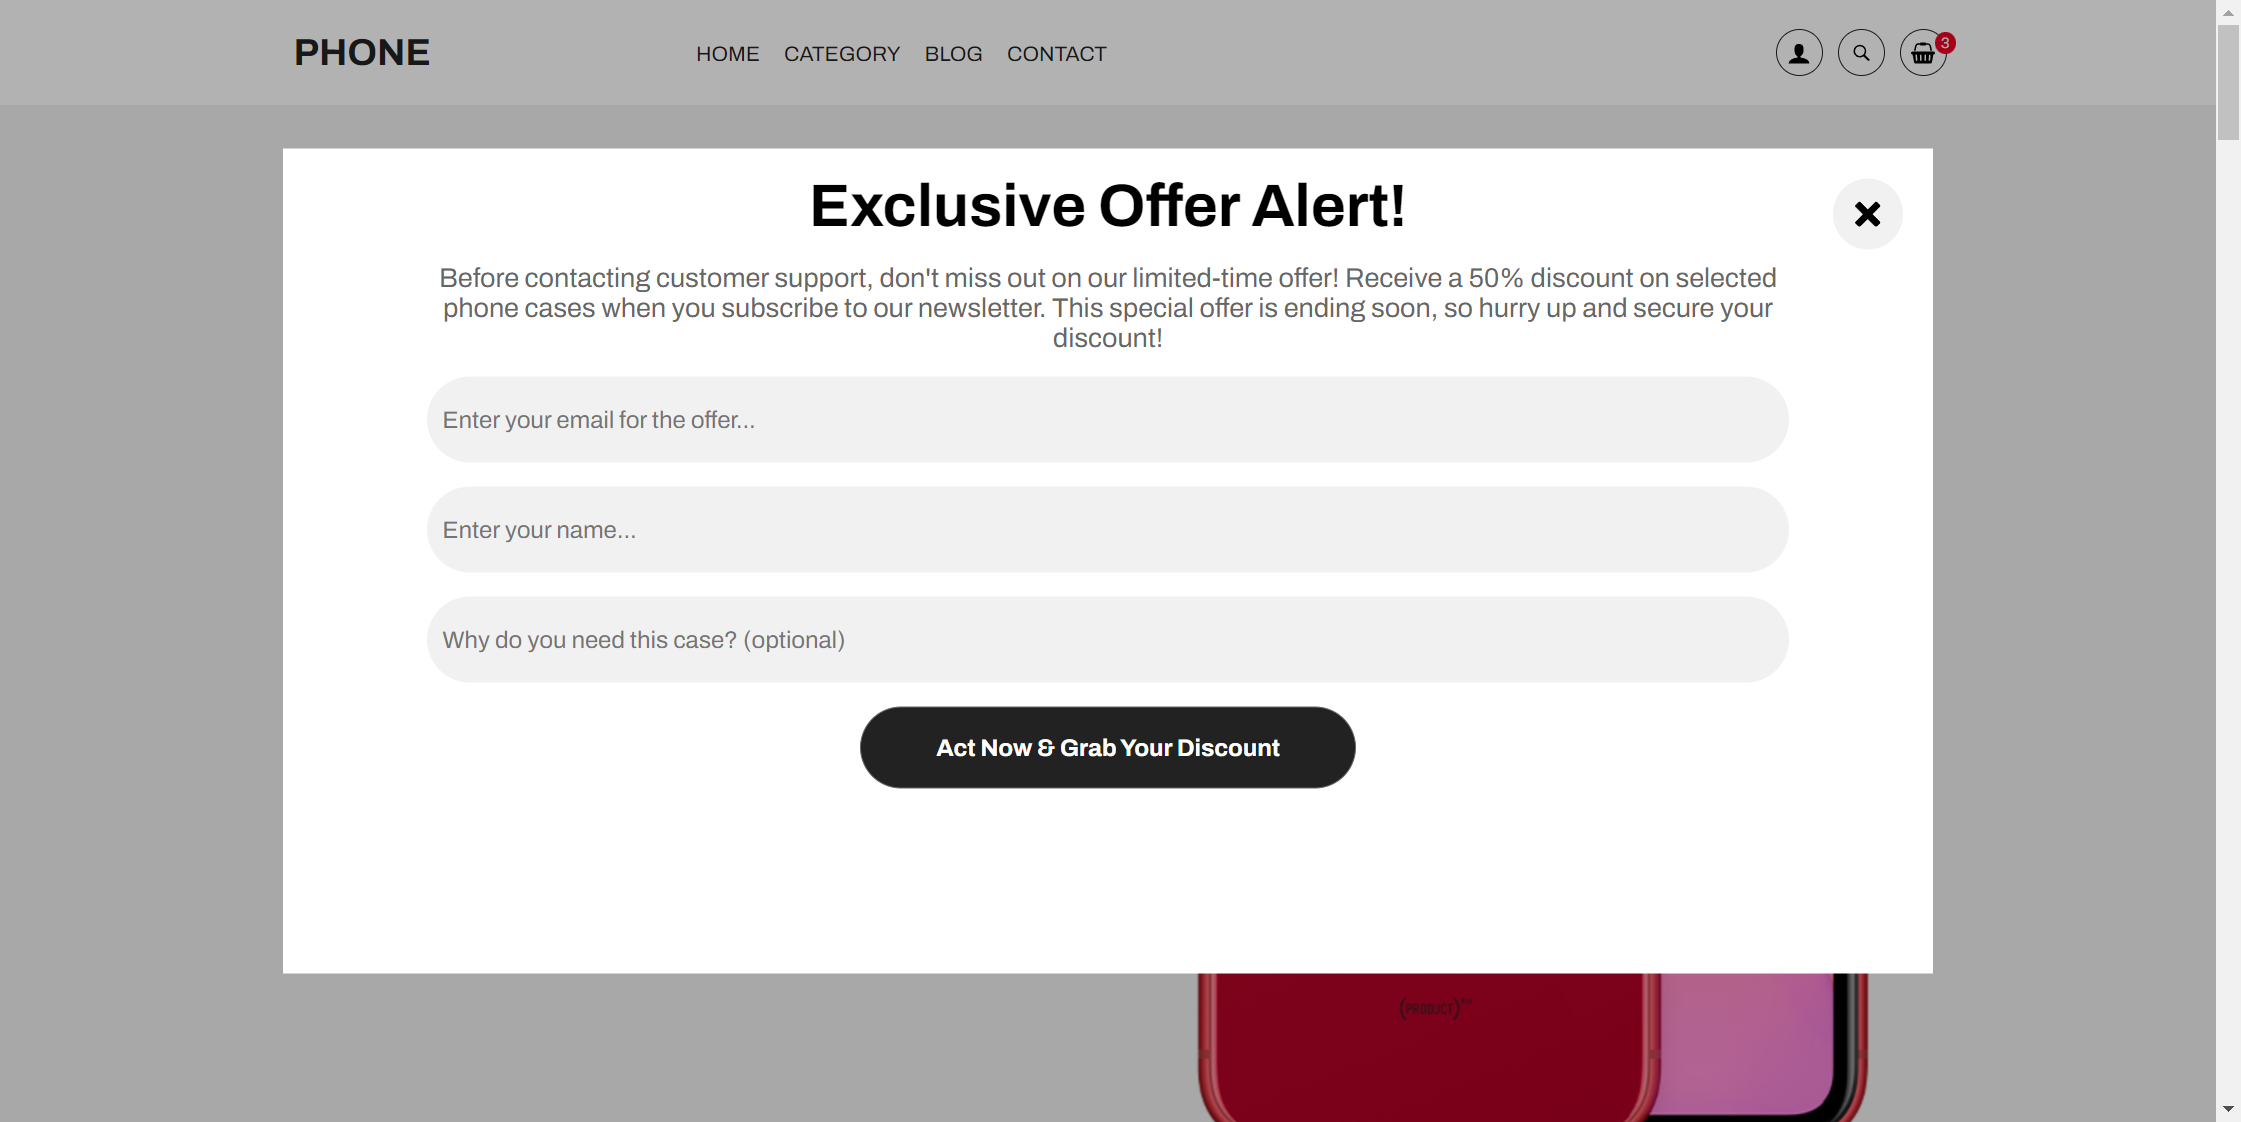 PHONE
HOME CATEGORY BLOG CONTACT
3
Exclusive Offer Alert!
Before contacting customer support, don't miss out on our limited-time offer! Receive a 50% discount on selected
phone cases when you subscribe to our newsletter. This special offer is ending soon, so hurry up and secure your
discount!
Enter your email for the offer...
Enter your name...
Why do you need this case? (optional)
Act Now & Grab Your Discount
(PRODUCT)